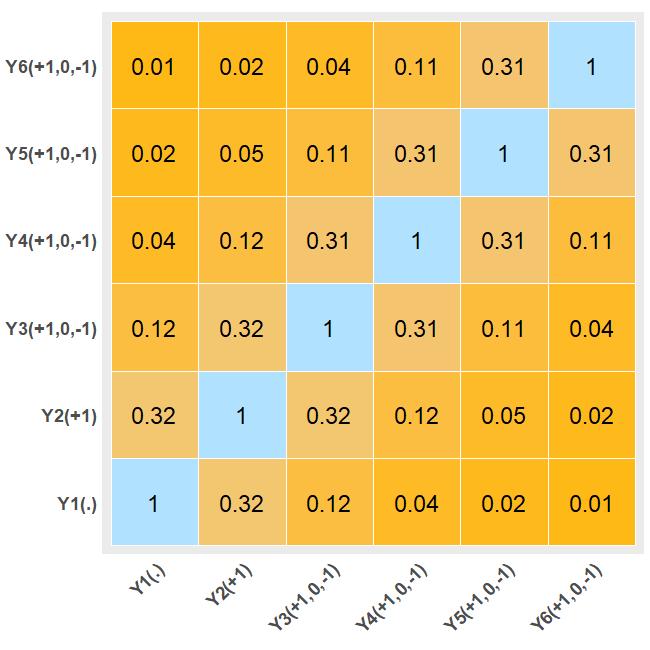 Y6(+1,0,-1) 0.01 0.02 0.04 0.11 0.31 1
Y5(+1,0,-1) 0.02 0.05 0.11 0.31 1 0.31
Y4(+1,0,-1) 0.04 0.12 0.31 1 0.31 0.11
Y3(+1,0,-1) 0.12 0.32 1 0.31 0.11 0.04
Y2(+1) 0.32 1 0.32 0.12 0.05 0.02
Y1(.) 1 0.32 0.12 0.04 0.02 0.01
Y1(.) Y2(+1) Y3(+1,0,-1) Y4(+1,0,-1) Y5(+1,0,-1) Y6(+1,0,-1)